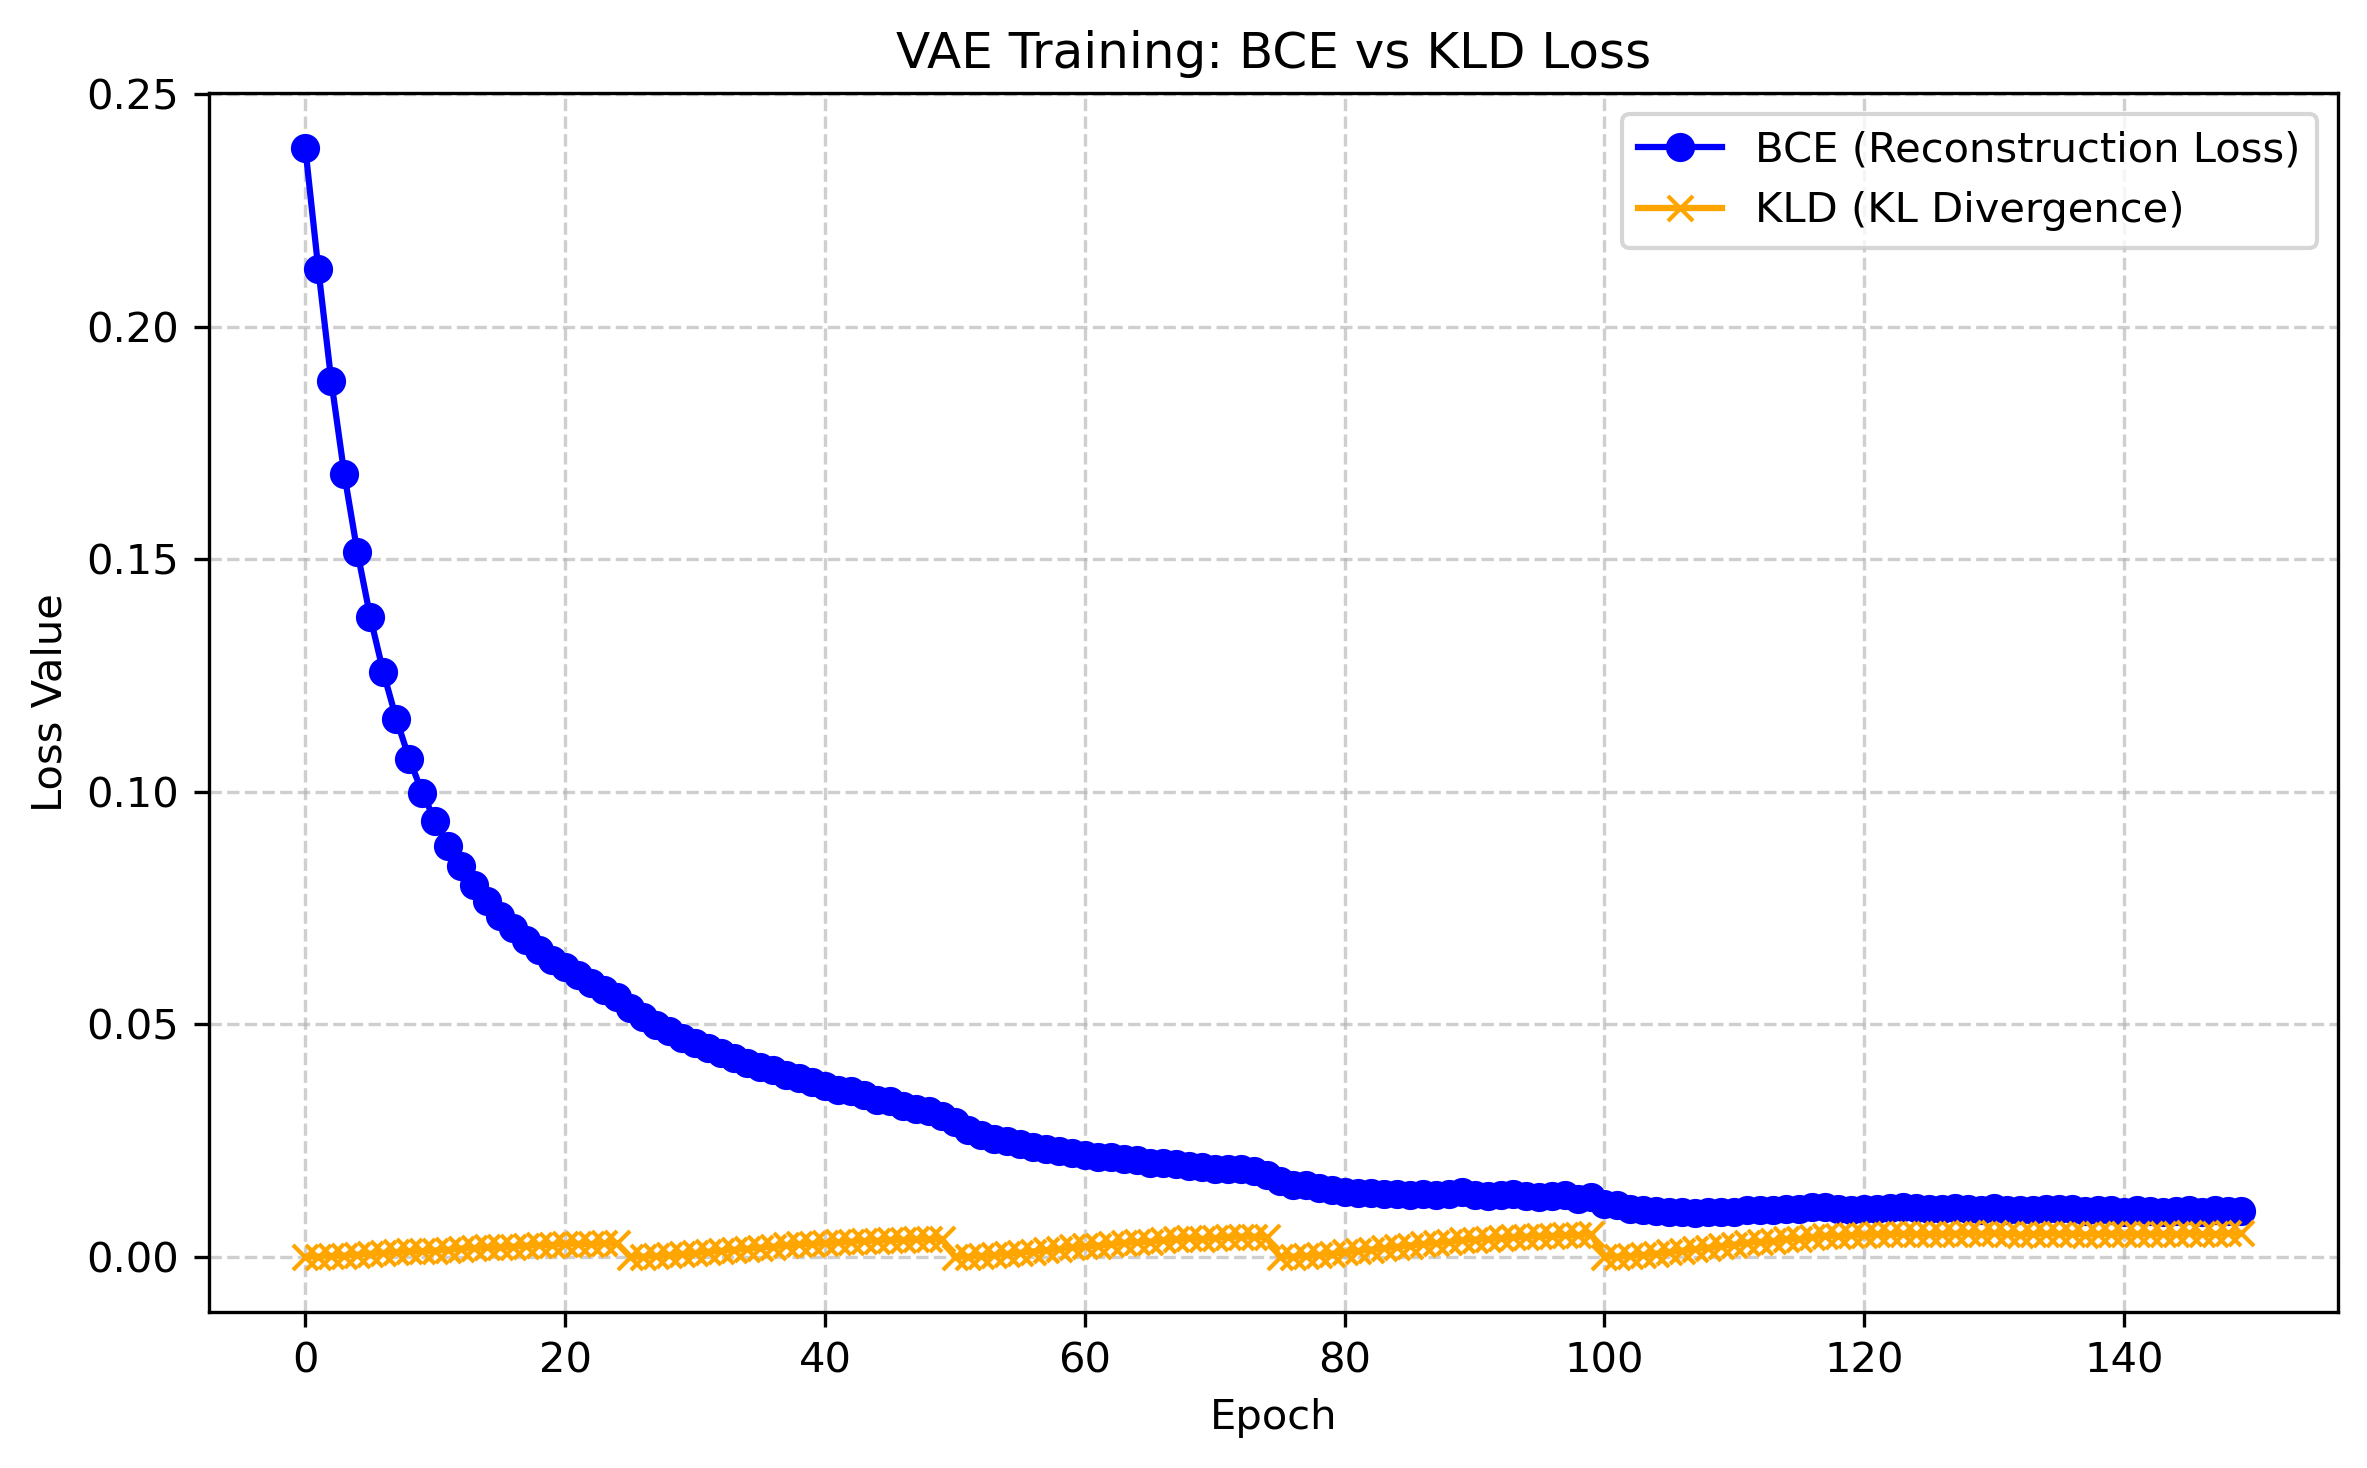 VAE Training: BCE vs KLD Loss
BCE (Reconstruction Loss)
KLD (KL Divergence)
Loss Value
0.25
0.20
0.15
0.10
0.05
0.00
0 20 40 60 80 100 120 140
Epoch